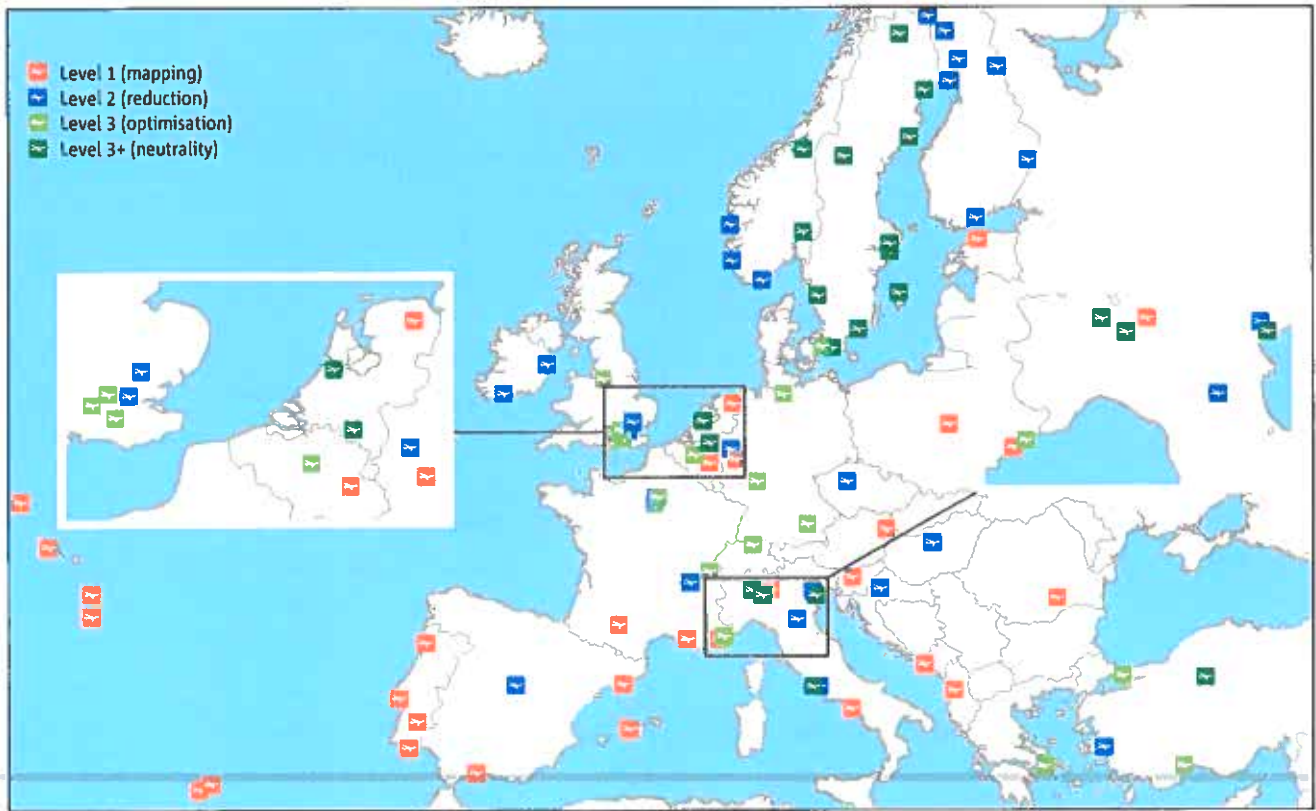 Level 1 (mapping)
Level 2 (reduction)
Level 3 (optimisation)
Level 3+ (neutrality)